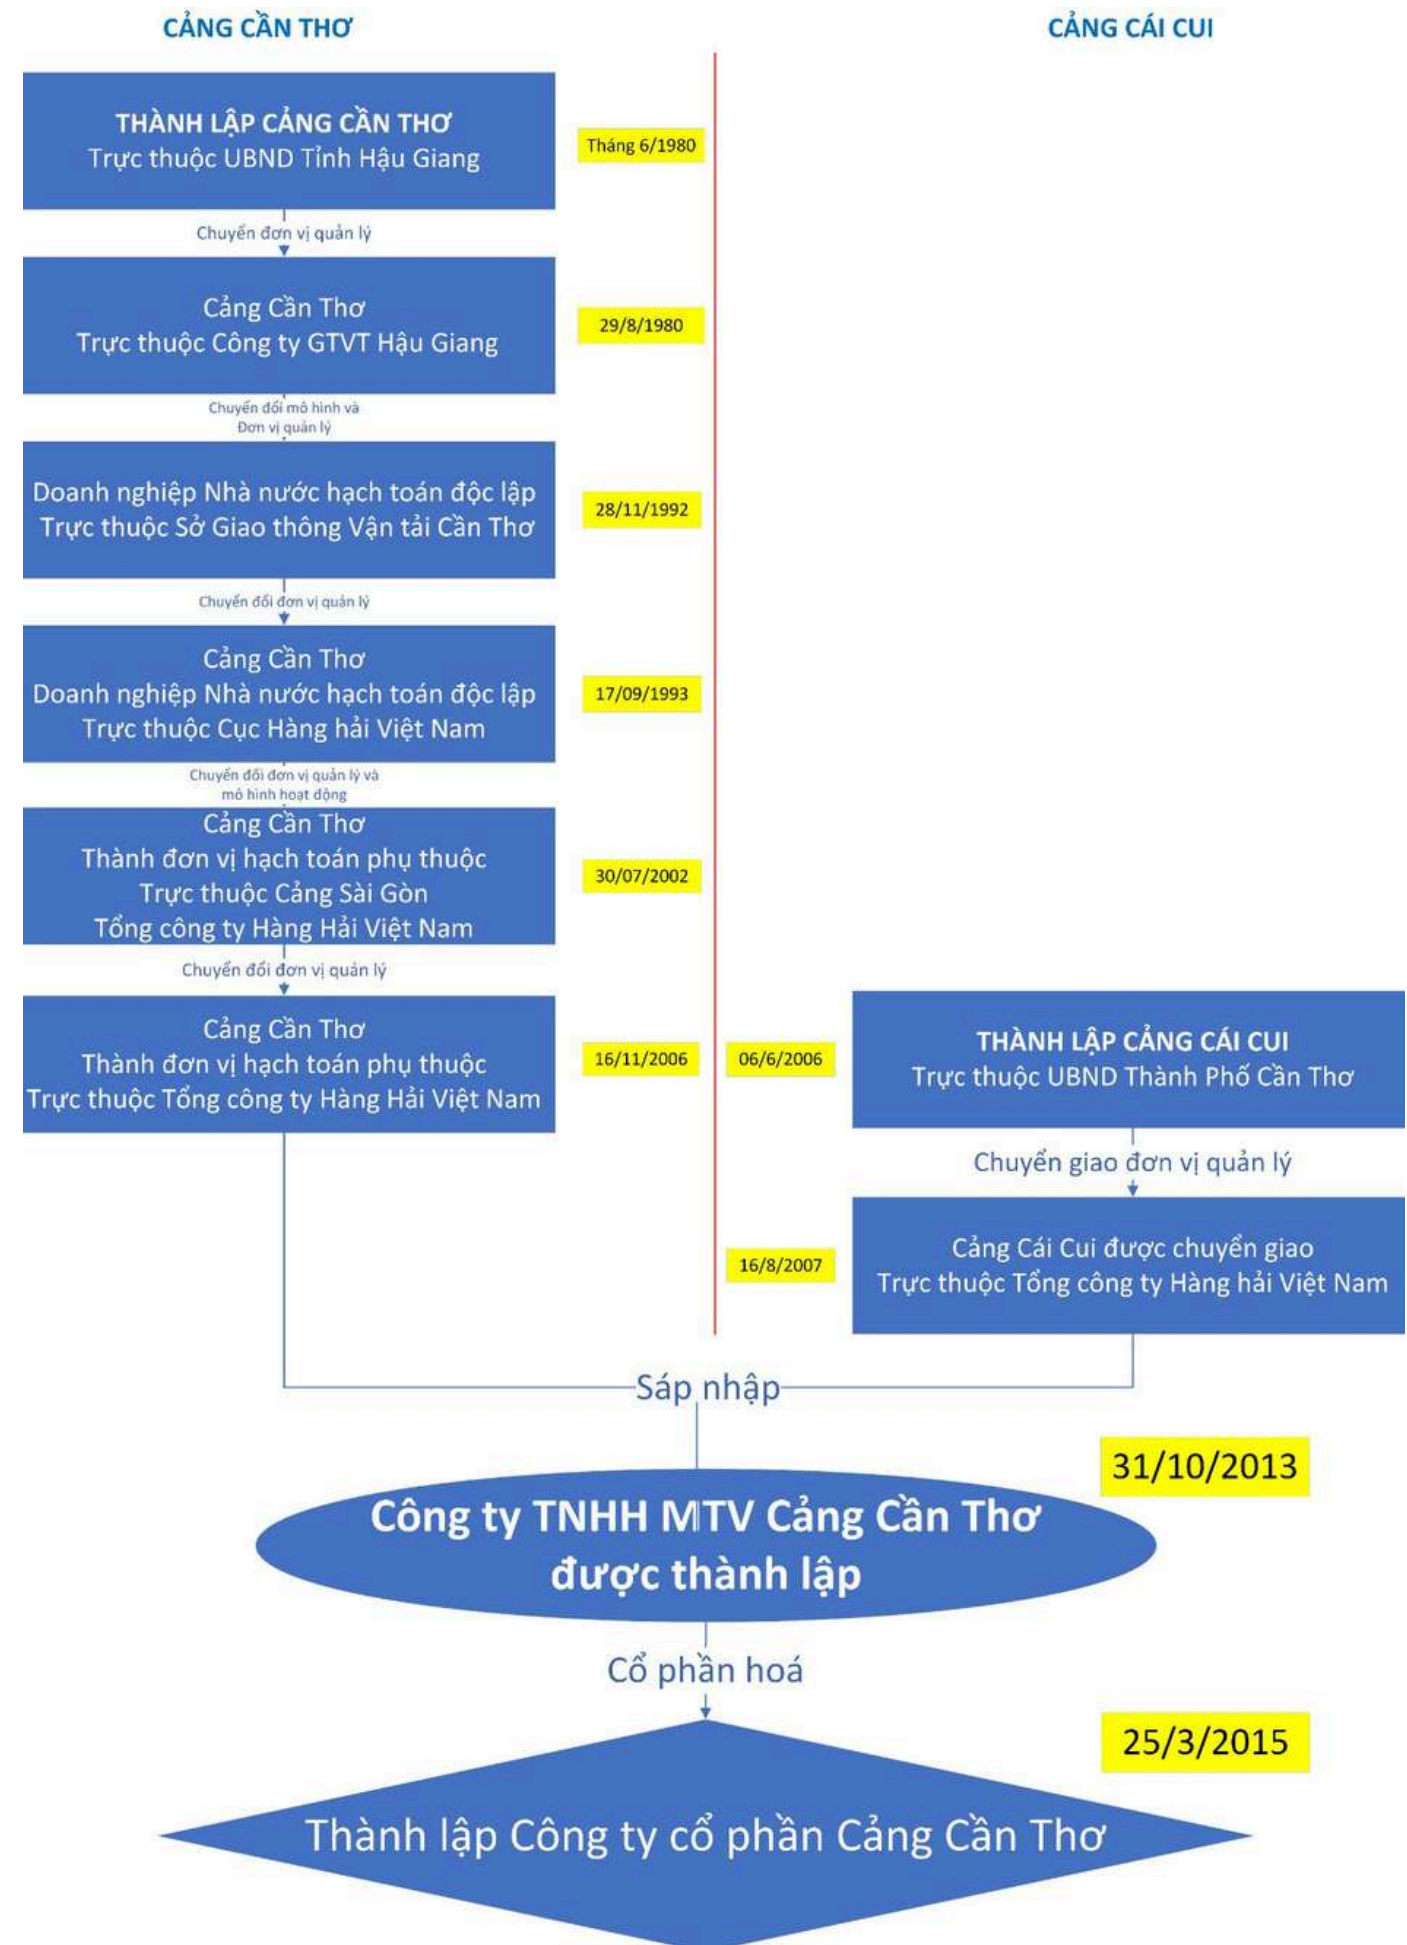 CẢNG CẦN THƠ
CẢNG CÁI CUI
THÀNH LẬP CẢNG CẦN THƠ
Trực thuộc UBND Tỉnh Hậu Giang
Tháng 6/1980
Chuyển đơn vị quản lý
Cảng Cần Thơ
Trực thuộc Công ty GTVT Hậu Giang
29/8/1980
Chuyển đổi mô hình và
Đơn vị quản lý
Doanh nghiệp Nhà nước hạch toán độc lập
Trực thuộc Sở Giao thông Vận tải Cần Thơ
28/11/1992
Chuyển đổi đơn vị quản lý
Cảng Cần Thơ
Doanh nghiệp Nhà nước hạch toán độc lập
Trực thuộc Cục Hàng hải Việt Nam
17/09/1993
Chuyển đổi đơn vị quản lý và
mô hình hoạt động
Cảng Cần Thơ
Thành đơn vị hạch toán phụ thuộc
Trực thuộc Cảng Sài Gòn
Tổng công ty Hàng Hải Việt Nam
30/07/2002
Chuyển đổi đơn vị quản lý
Cảng Cần Thơ
Thành đơn vị hạch toán phụ thuộc
Trực thuộc Tổng công ty Hàng Hải Việt Nam
16/11/2006
06/6/2006
THÀNH LẬP CẢNG CÁI CUI
Trực thuộc UBND Thành Phố Cần Thơ
Chuyển giao đơn vị quản lý
16/8/2007
Cảng Cái Cui được chuyển giao
Trực thuộc Tổng công ty Hàng hải Việt Nam
Sáp nhập
31/10/2013
Công ty TNHH MTV Cảng Cần Thơ
được thành lập
Cổ phần hoá
25/3/2015
Thành lập Công ty cổ phần Cảng Cần Thơ